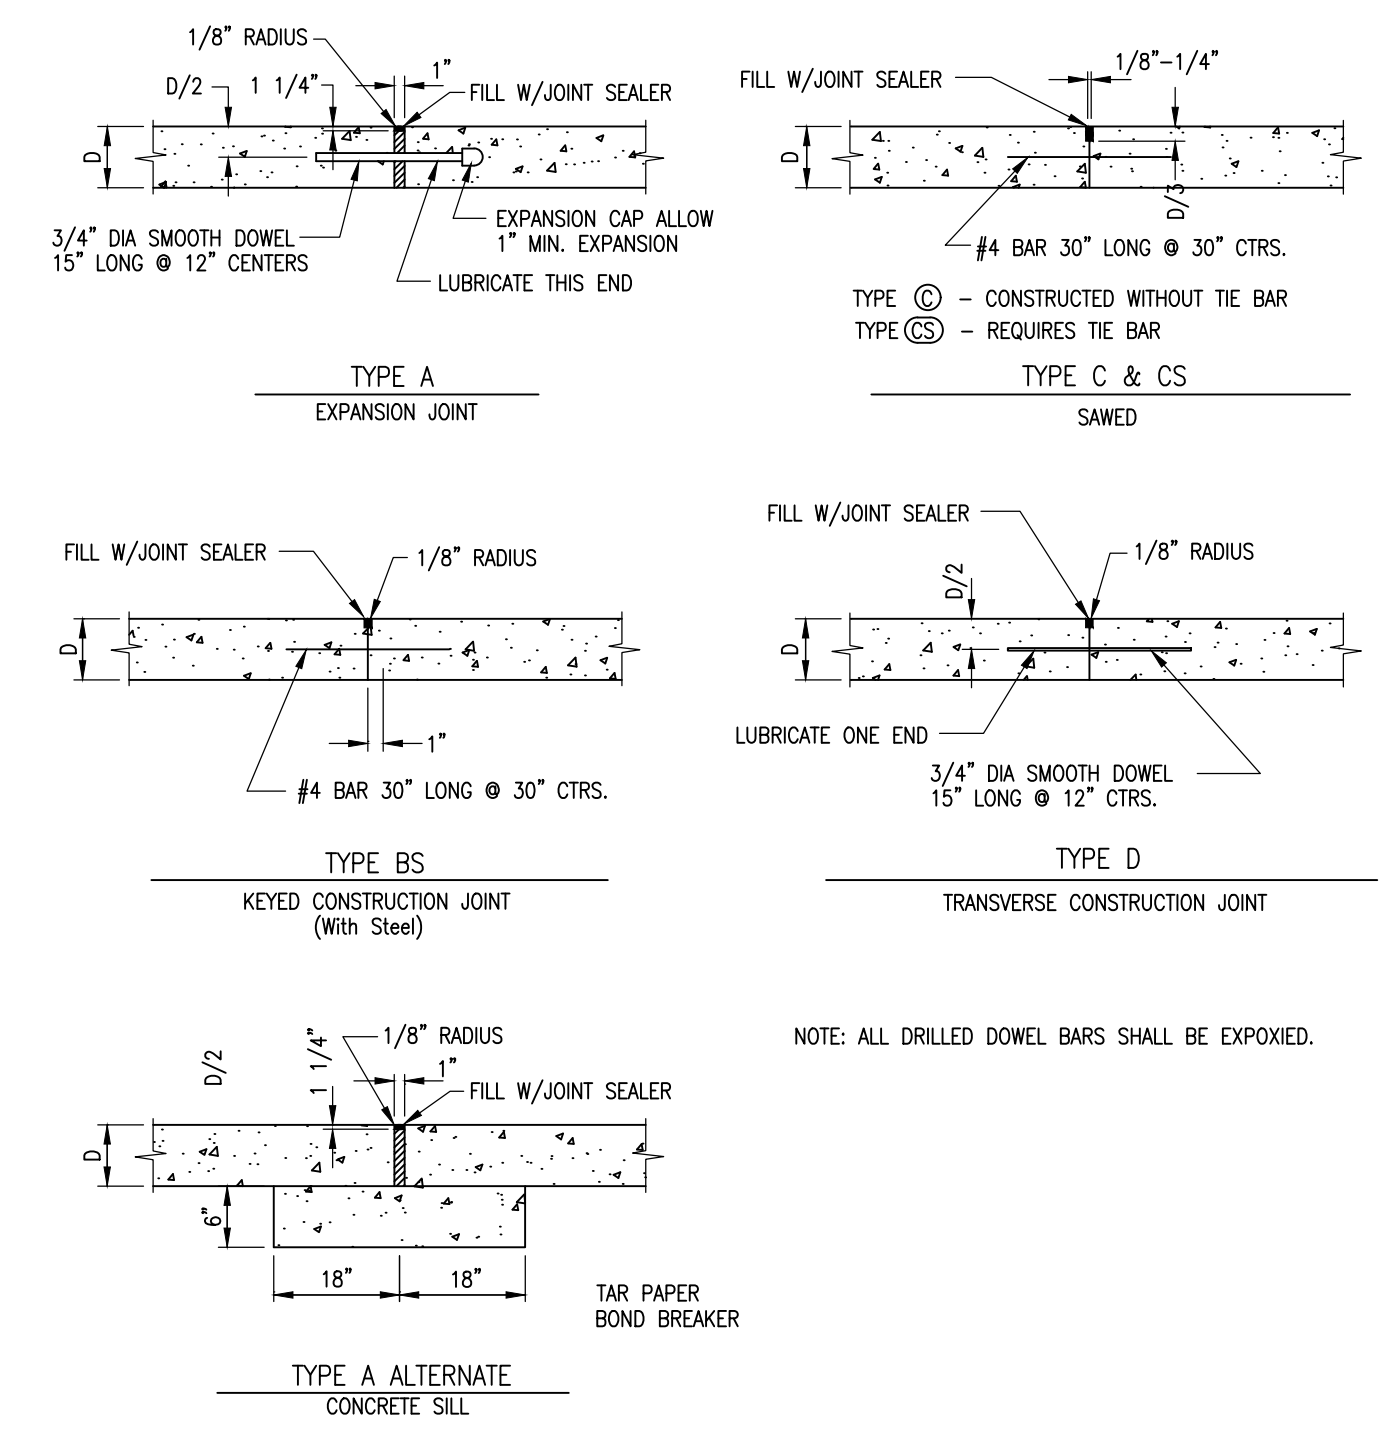 1/8" RADIUS
D/2
1 1/4"
1"
FILL W/JOINT SEALER
D
EXPANSION CAP ALLOW
1" MIN. EXPANSION
3/4" DIA SMOOTH DOWEL
15" LONG @ 12" CENTERS
LUBRICATE THIS END
TYPE A
EXPANSION JOINT
1/8"-1/4"
FILL W/JOINT SEALER
D
D/3
#4 BAR 30" LONG @ 30" CTRS.
TYPE C - CONSTRUCTED WITHOUT TIE BAR
TYPE CS - REQUIRES TIE BAR
TYPE C & CS
SAWED
FILL W/JOINT SEALER
1/8" RADIUS
D
1"
#4 BAR 30" LONG @ 30" CTRS.
TYPE BS
KEYED CONSTRUCTION JOINT
(With Steel)
FILL W/JOINT SEALER
1/8" RADIUS
D/2
D
LUBRICATE ONE END
3/4" DIA SMOOTH DOWEL
15" LONG @ 12" CTRS.
TYPE D
TRANSVERSE CONSTRUCTION JOINT
1/8" RADIUS
D/2
1 1/4"
1"
FILL W/JOINT SEALER
D
6"
18"
18"
TAR PAPER
BOND BREAKER
TYPE A ALTERNATE
CONCRETE SILL
NOTE: ALL DRILLED DOWEL BARS SHALL BE EXPOXIED.